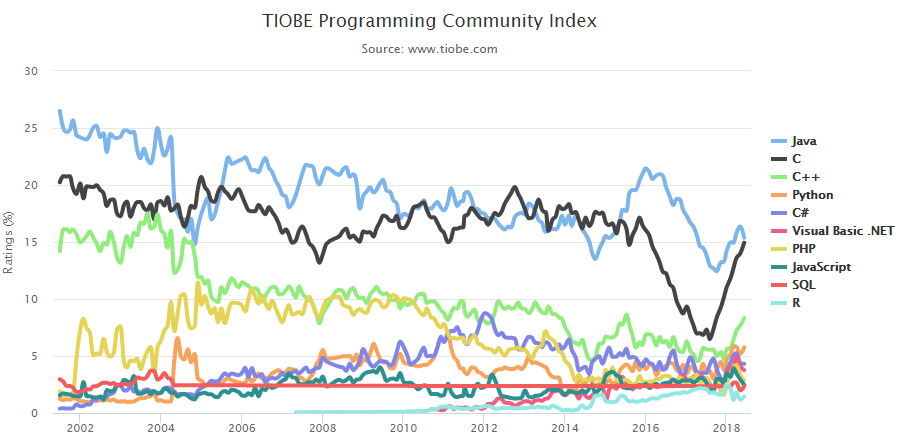 TIOBE Programming Community Index
Source: www.tiobe.com
Ratings (%)
30
25
20
15
10
5
0
2002 2004 2006 2008 2010 2012 2014 2016 2018
Java
C
C++
Python
C#
Visual Basic .NET
PHP
JavaScript
SQL
R